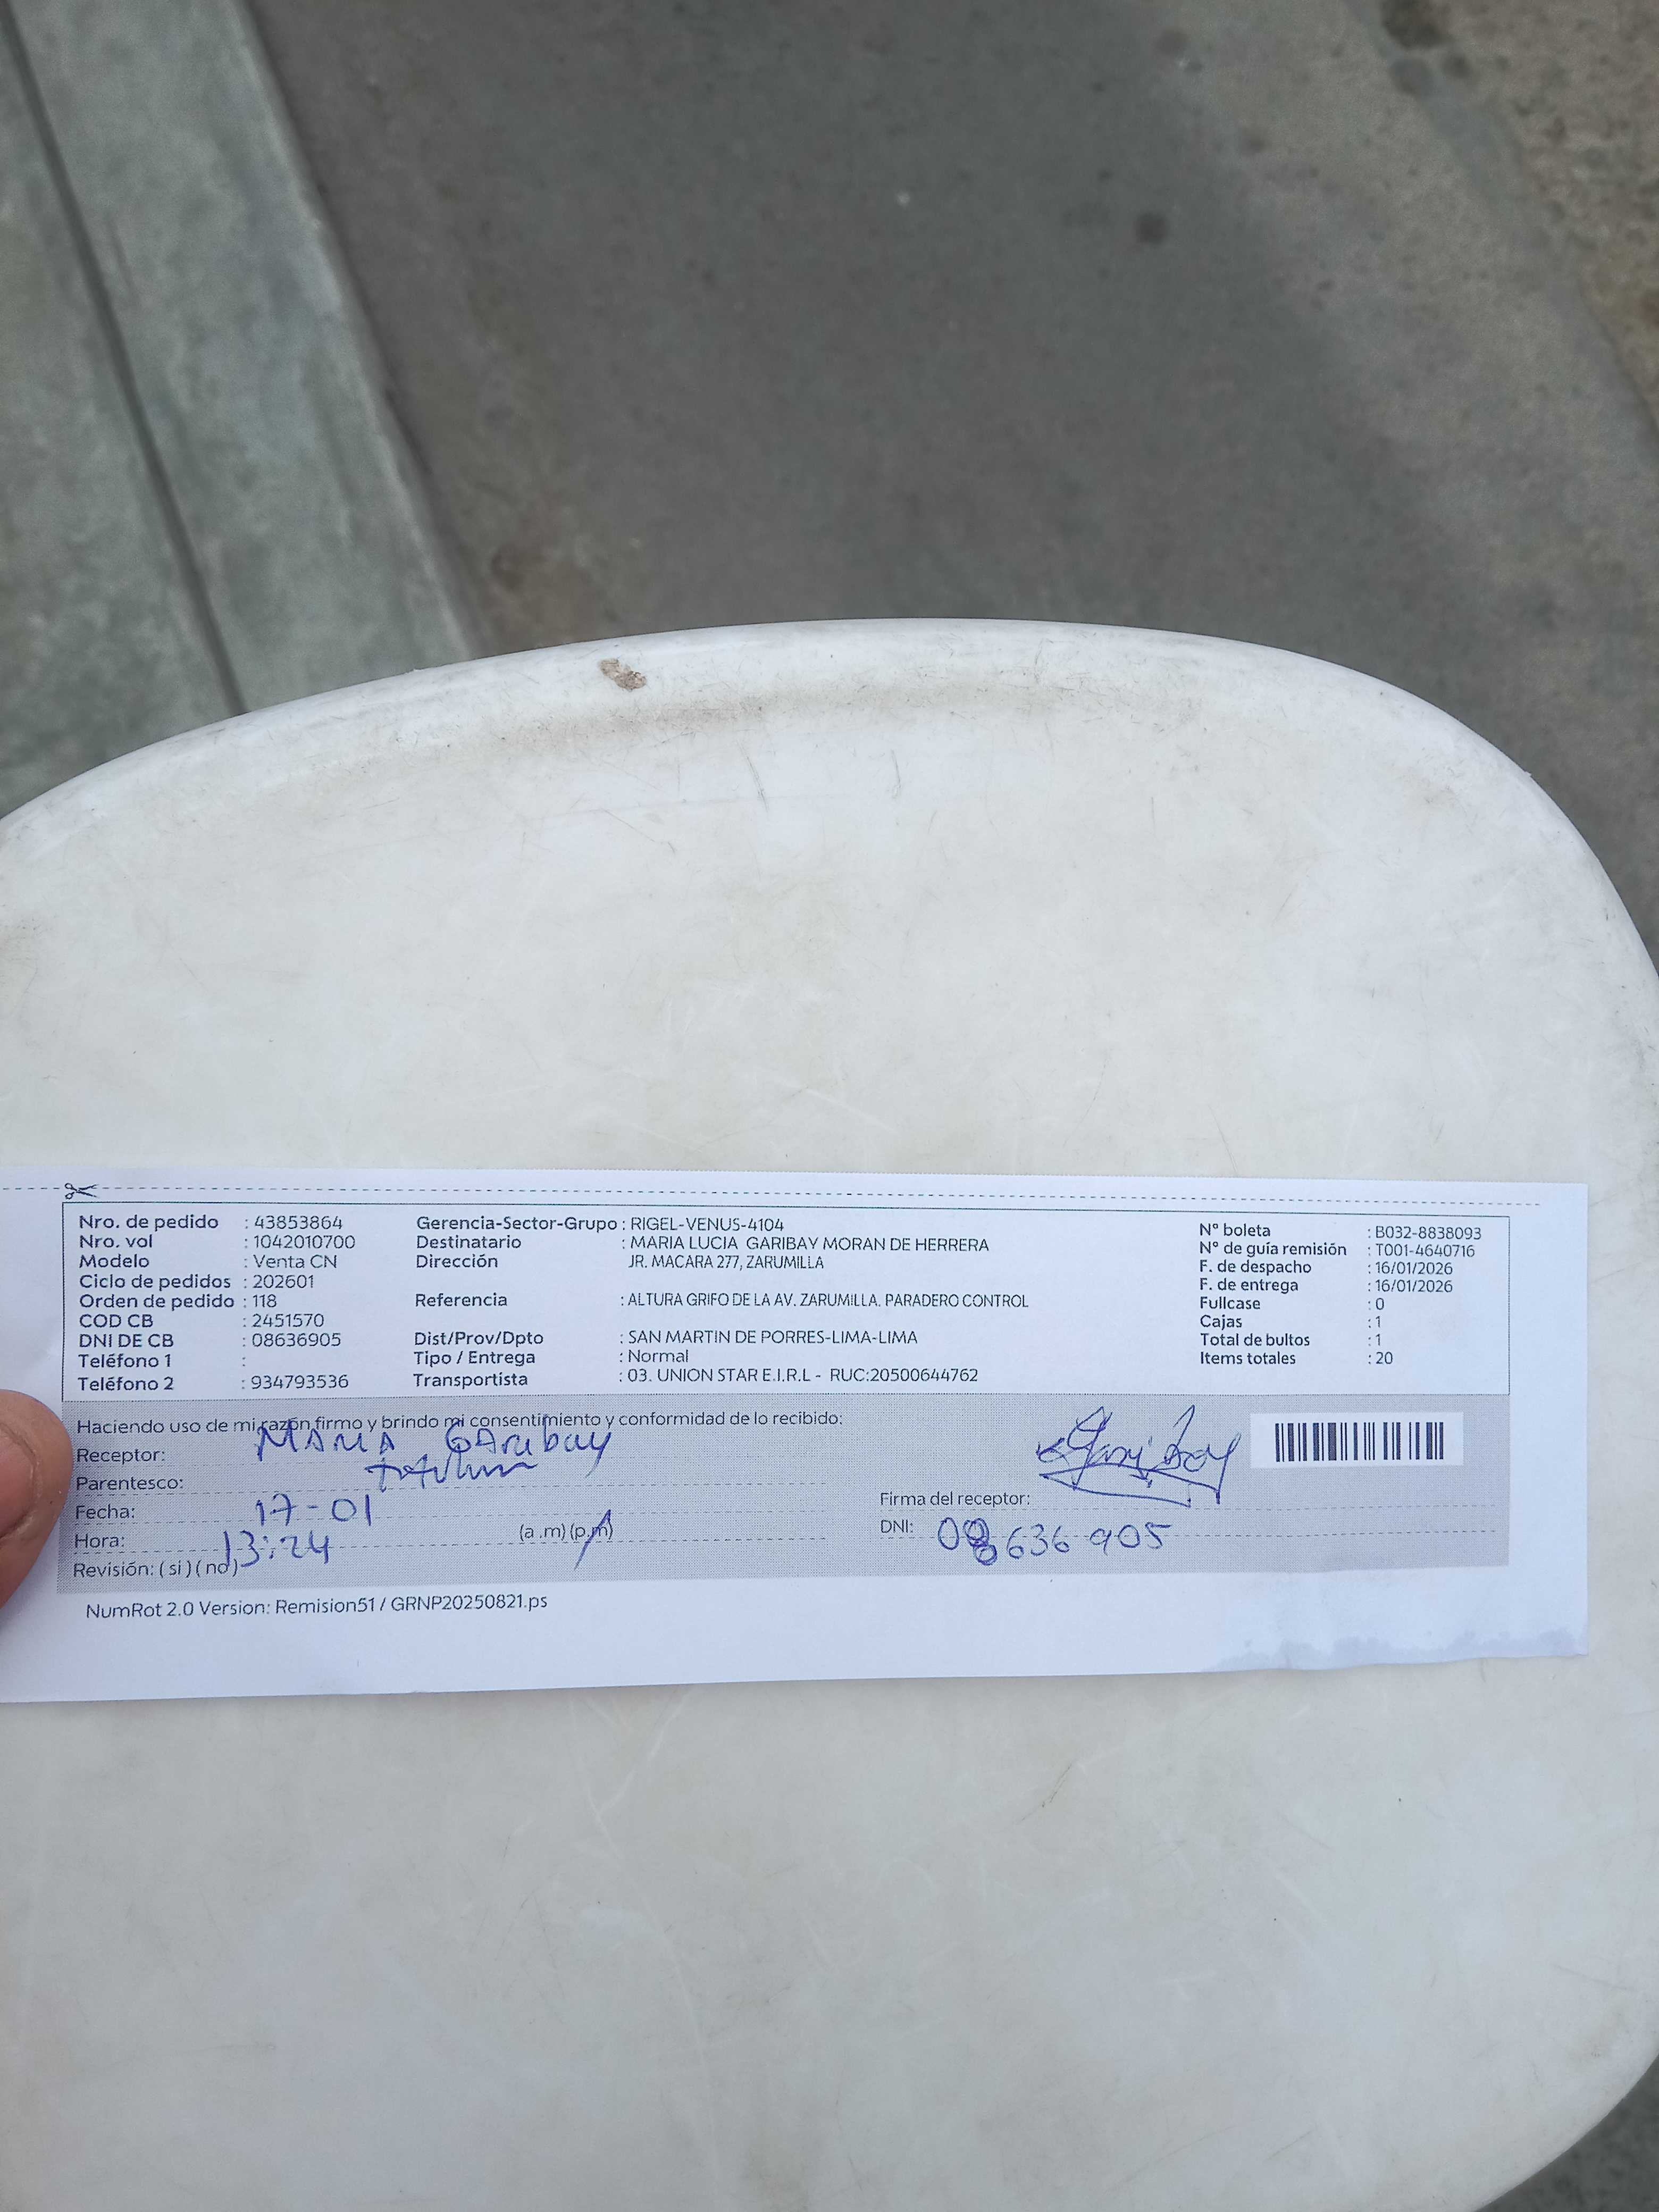 Nro. de pedido : 43853864
Nro. vol : 1042010700
Modelo : Venta CN
Ciclo de pedidos : 202601
Orden de pedido : 118
COD CB : 2451570
DNI DE CB : 08636905
Teléfono 1 :
Teléfono 2 : 934793536
Gerencia-Sector-Grupo : RIGEL-VENUS-4104
Destinatario : MARIA LUCIA GARIBAY MORAN DE HERRERA
Dirección JR. MACARA 277, ZARUMILLA
Referencia : ALTURA GRIFO DE LA AV. ZARUMILLA. PARADERO CONTROL
Dist/Prov/Dpto : SAN MARTIN DE PORRES-LIMA-LIMA
Tipo / Entrega : Normal
Transportista : 03. UNION STAR E.I.R.L - RUC:20500644762
N° boleta : B032-8838093
N° de guía remisión : T001-4640716
F. de despacho : 16/01/2026
F. de entrega : 16/01/2026
Fullcase : 0
Cajas : 1
Total de bultos : 1
Items totales : 20
Haciendo uso de mi razón firmo y brindo mi consentimiento y conformidad de lo recibido:
Receptor: MARIA GAribay
Parentesco:
Fecha: 17-01
Hora: 13:24 (a .m) (p.m)
Revisión: ( si ) ( no )
Firma del receptor:
DNI: 08636905
NumRot 2.0 Version: Remision51 / GRNP20250821.ps